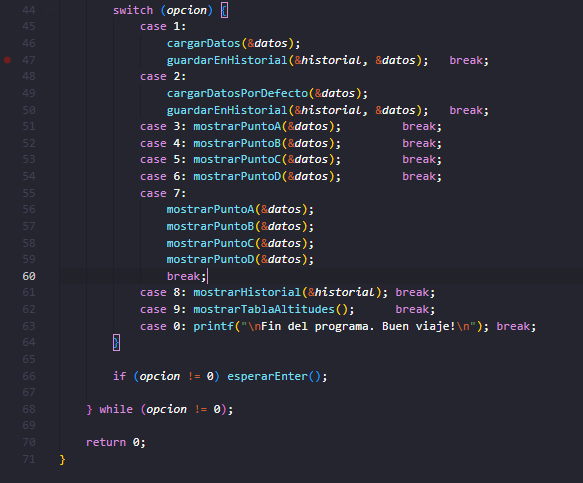 44 switch (opcion) {
45 case 1:
46 cargarDatos(&datos);
47 guardarEnHistorial(&historial, &datos); break;
48 case 2:
49 cargarDatosPorDefecto(&datos);
50 guardarEnHistorial(&historial, &datos); break;
51 case 3: mostrarPuntoA(&datos); break;
52 case 4: mostrarPuntoB(&datos); break;
53 case 5: mostrarPuntoC(&datos); break;
54 case 6: mostrarPuntoD(&datos); break;
55 case 7:
56 mostrarPuntoA(&datos);
57 mostrarPuntoB(&datos);
58 mostrarPuntoC(&datos);
59 mostrarPuntoD(&datos);
60 break;
61 case 8: mostrarHistorial(&historial); break;
62 case 9: mostrarTablaAltitudes(); break;
63 case 0: printf("\nFin del programa. Buen viaje!\n"); break;
64 }
65
66 if (opcion != 0) esperarEnter();
67
68 } while (opcion != 0);
69
70 return 0;
71 }